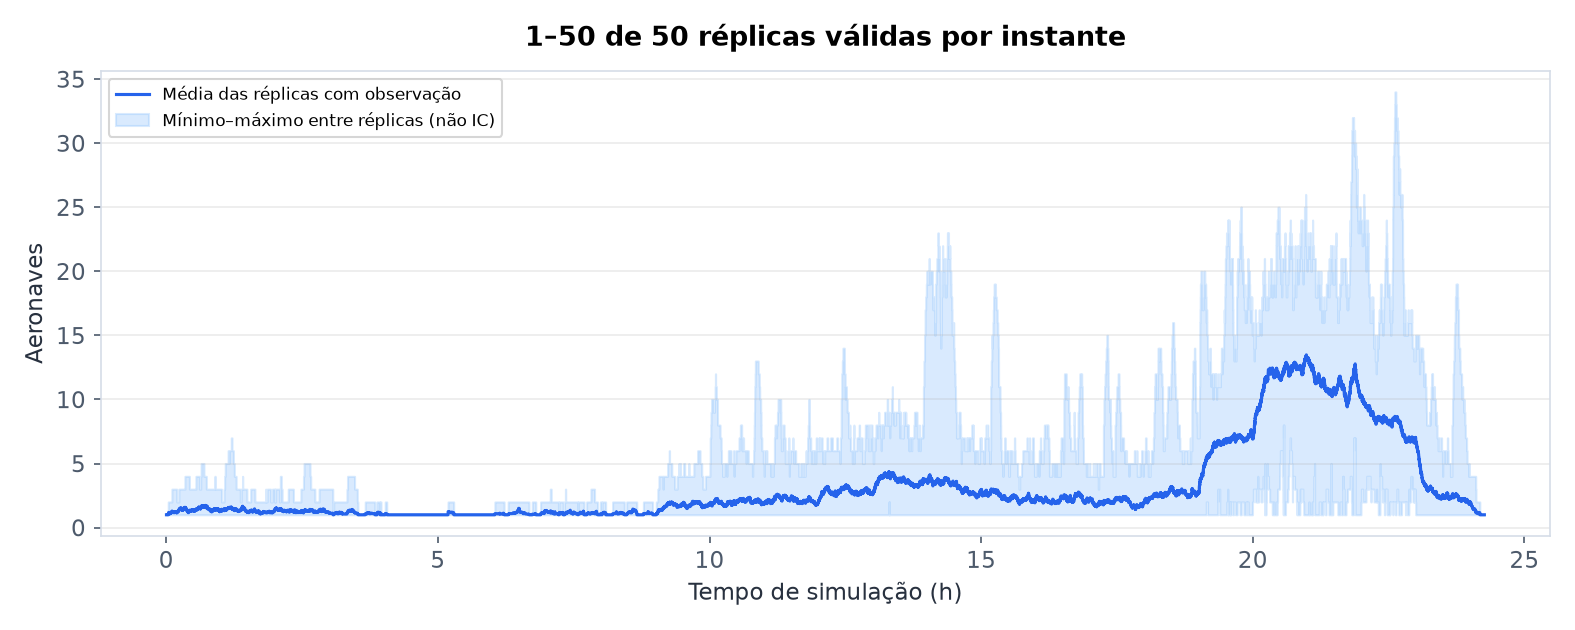 1–50 de 50 réplicas válidas por instante
Média das réplicas com observação
Mínimo–máximo entre réplicas (não IC)
Aeronaves
35
30
25
20
15
10
5
0
0 5 10 15 20 25
Tempo de simulação (h)